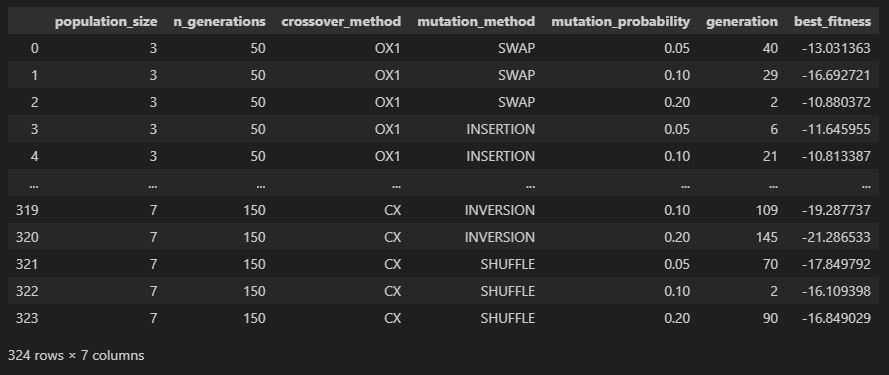 population_size n_generations crossover_method mutation_method mutation_probability generation best_fitness
0 3 50 OX1 SWAP 0.05 40 -13.031363
1 3 50 OX1 SWAP 0.10 29 -16.692721
2 3 50 OX1 SWAP 0.20 2 -10.880372
3 3 50 OX1 INSERTION 0.05 6 -11.645955
4 3 50 OX1 INSERTION 0.10 21 -10.813387
... ... ... ... ... ... ... ...
319 7 150 CX INVERSION 0.10 109 -19.287737
320 7 150 CX INVERSION 0.20 145 -21.286533
321 7 150 CX SHUFFLE 0.05 70 -17.849792
322 7 150 CX SHUFFLE 0.10 2 -16.109398
323 7 150 CX SHUFFLE 0.20 90 -16.849029
324 rows × 7 columns